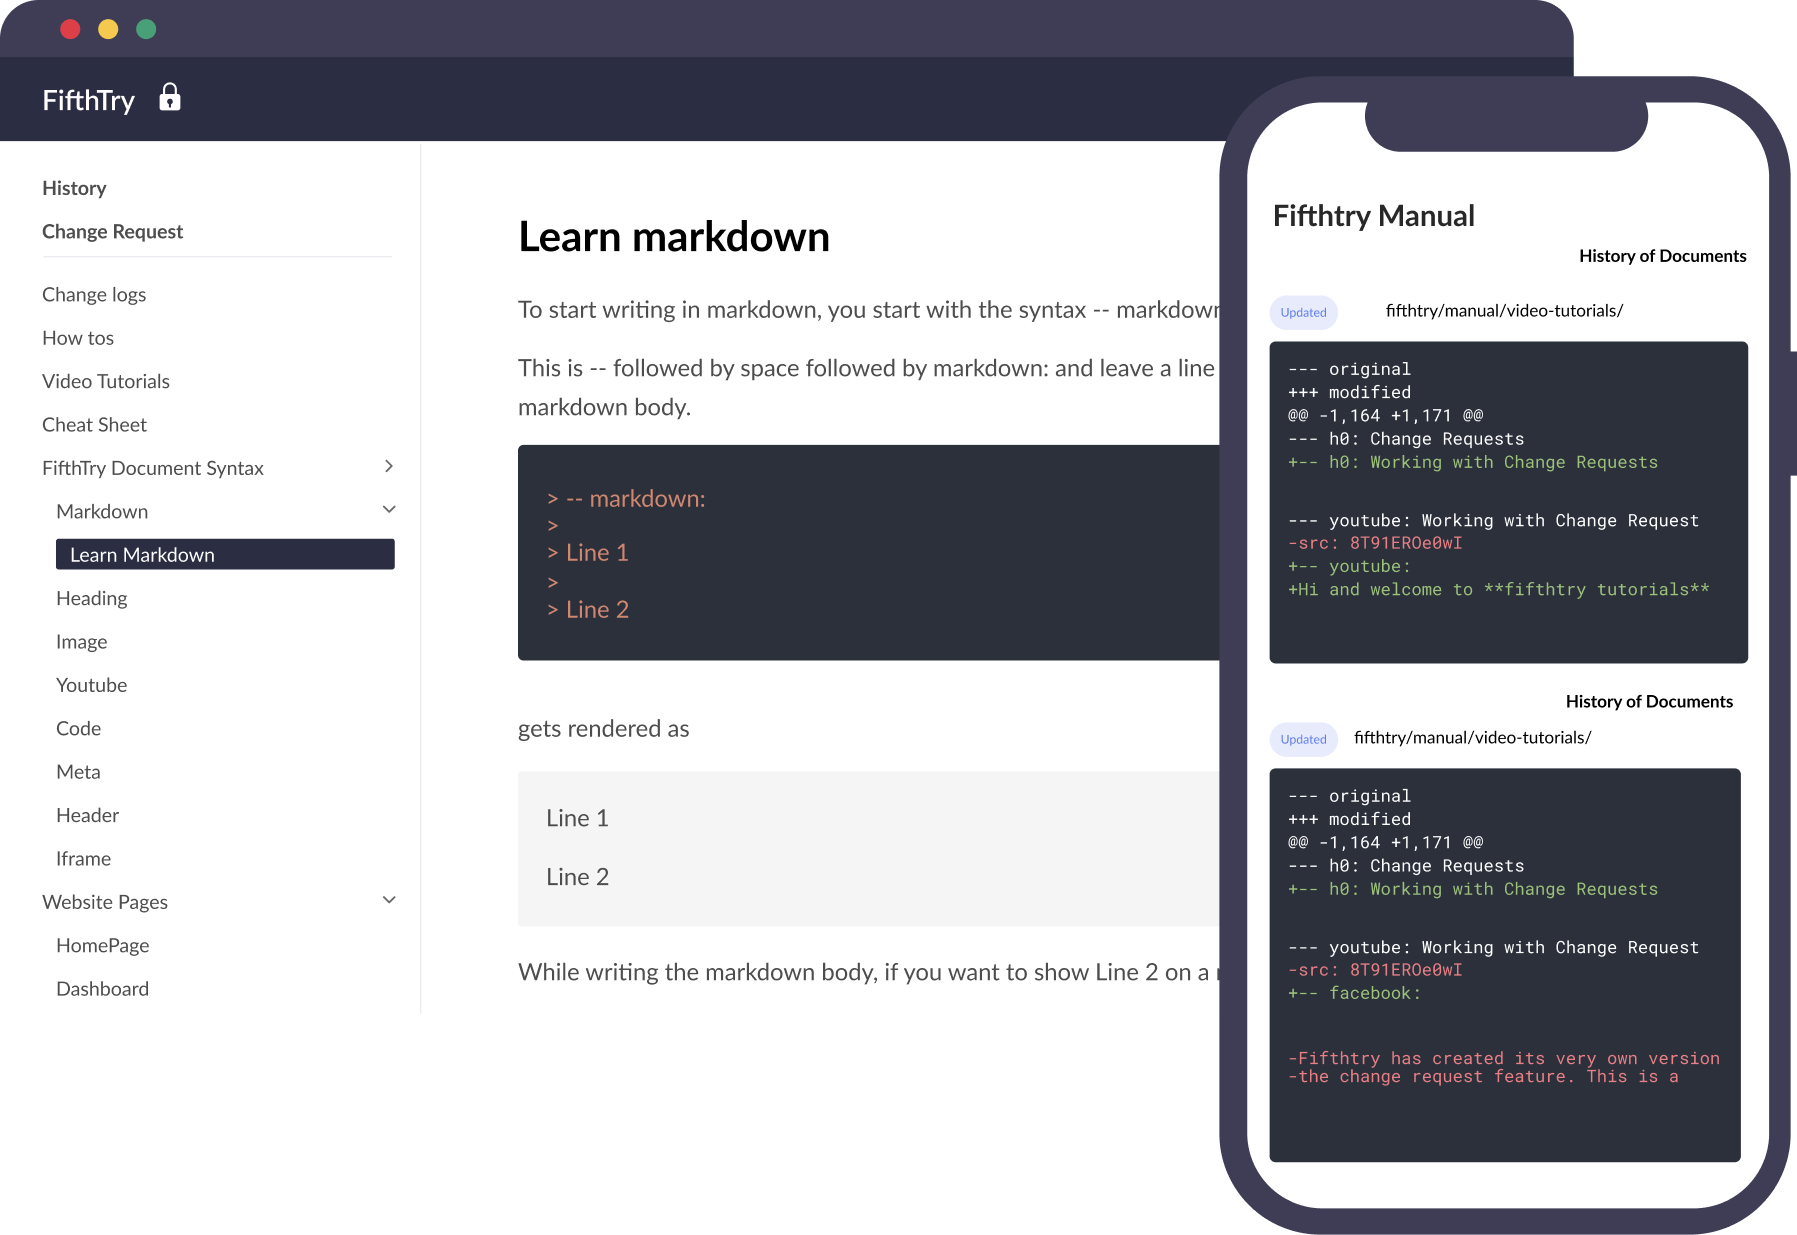 FifthTry
History
Change Request
Change logs
How tos
Video Tutorials
Cheat Sheet
FifthTry Document Syntax
Markdown
Learn Markdown
Heading
Image
Youtube
Code
Meta
Header
Iframe
Website Pages
HomePage
Dashboard
Learn markdown
To start writing in markdown, you start with the syntax -- markdown
This is -- followed by space followed by markdown: and leave a line
markdown body.
> -- markdown:
>
> Line 1
>
> Line 2
gets rendered as
Line 1
Line 2
While writing the markdown body, if you want to show Line 2 on a
Fifthtry Manual
History of Documents
Updated fifthtry/manual/video-tutorials/
--- original
+++ modified
@@ -1,164 +1,171 @@
--- h0: Change Requests
+-- h0: Working with Change Requests
--- youtube: Working with Change Request
-src: 8T91EROe0wI
+-- youtube:
+Hi and welcome to **fifthtry tutorials**
History of Documents
Updated fifthtry/manual/video-tutorials/
--- original
+++ modified
@@ -1,164 +1,171 @@
--- h0: Change Requests
+-- h0: Working with Change Requests
--- youtube: Working with Change Request
-src: 8T91EROe0wI
+-- facebook:
-Fifthtry has created its very own version
-the change request feature. This is a